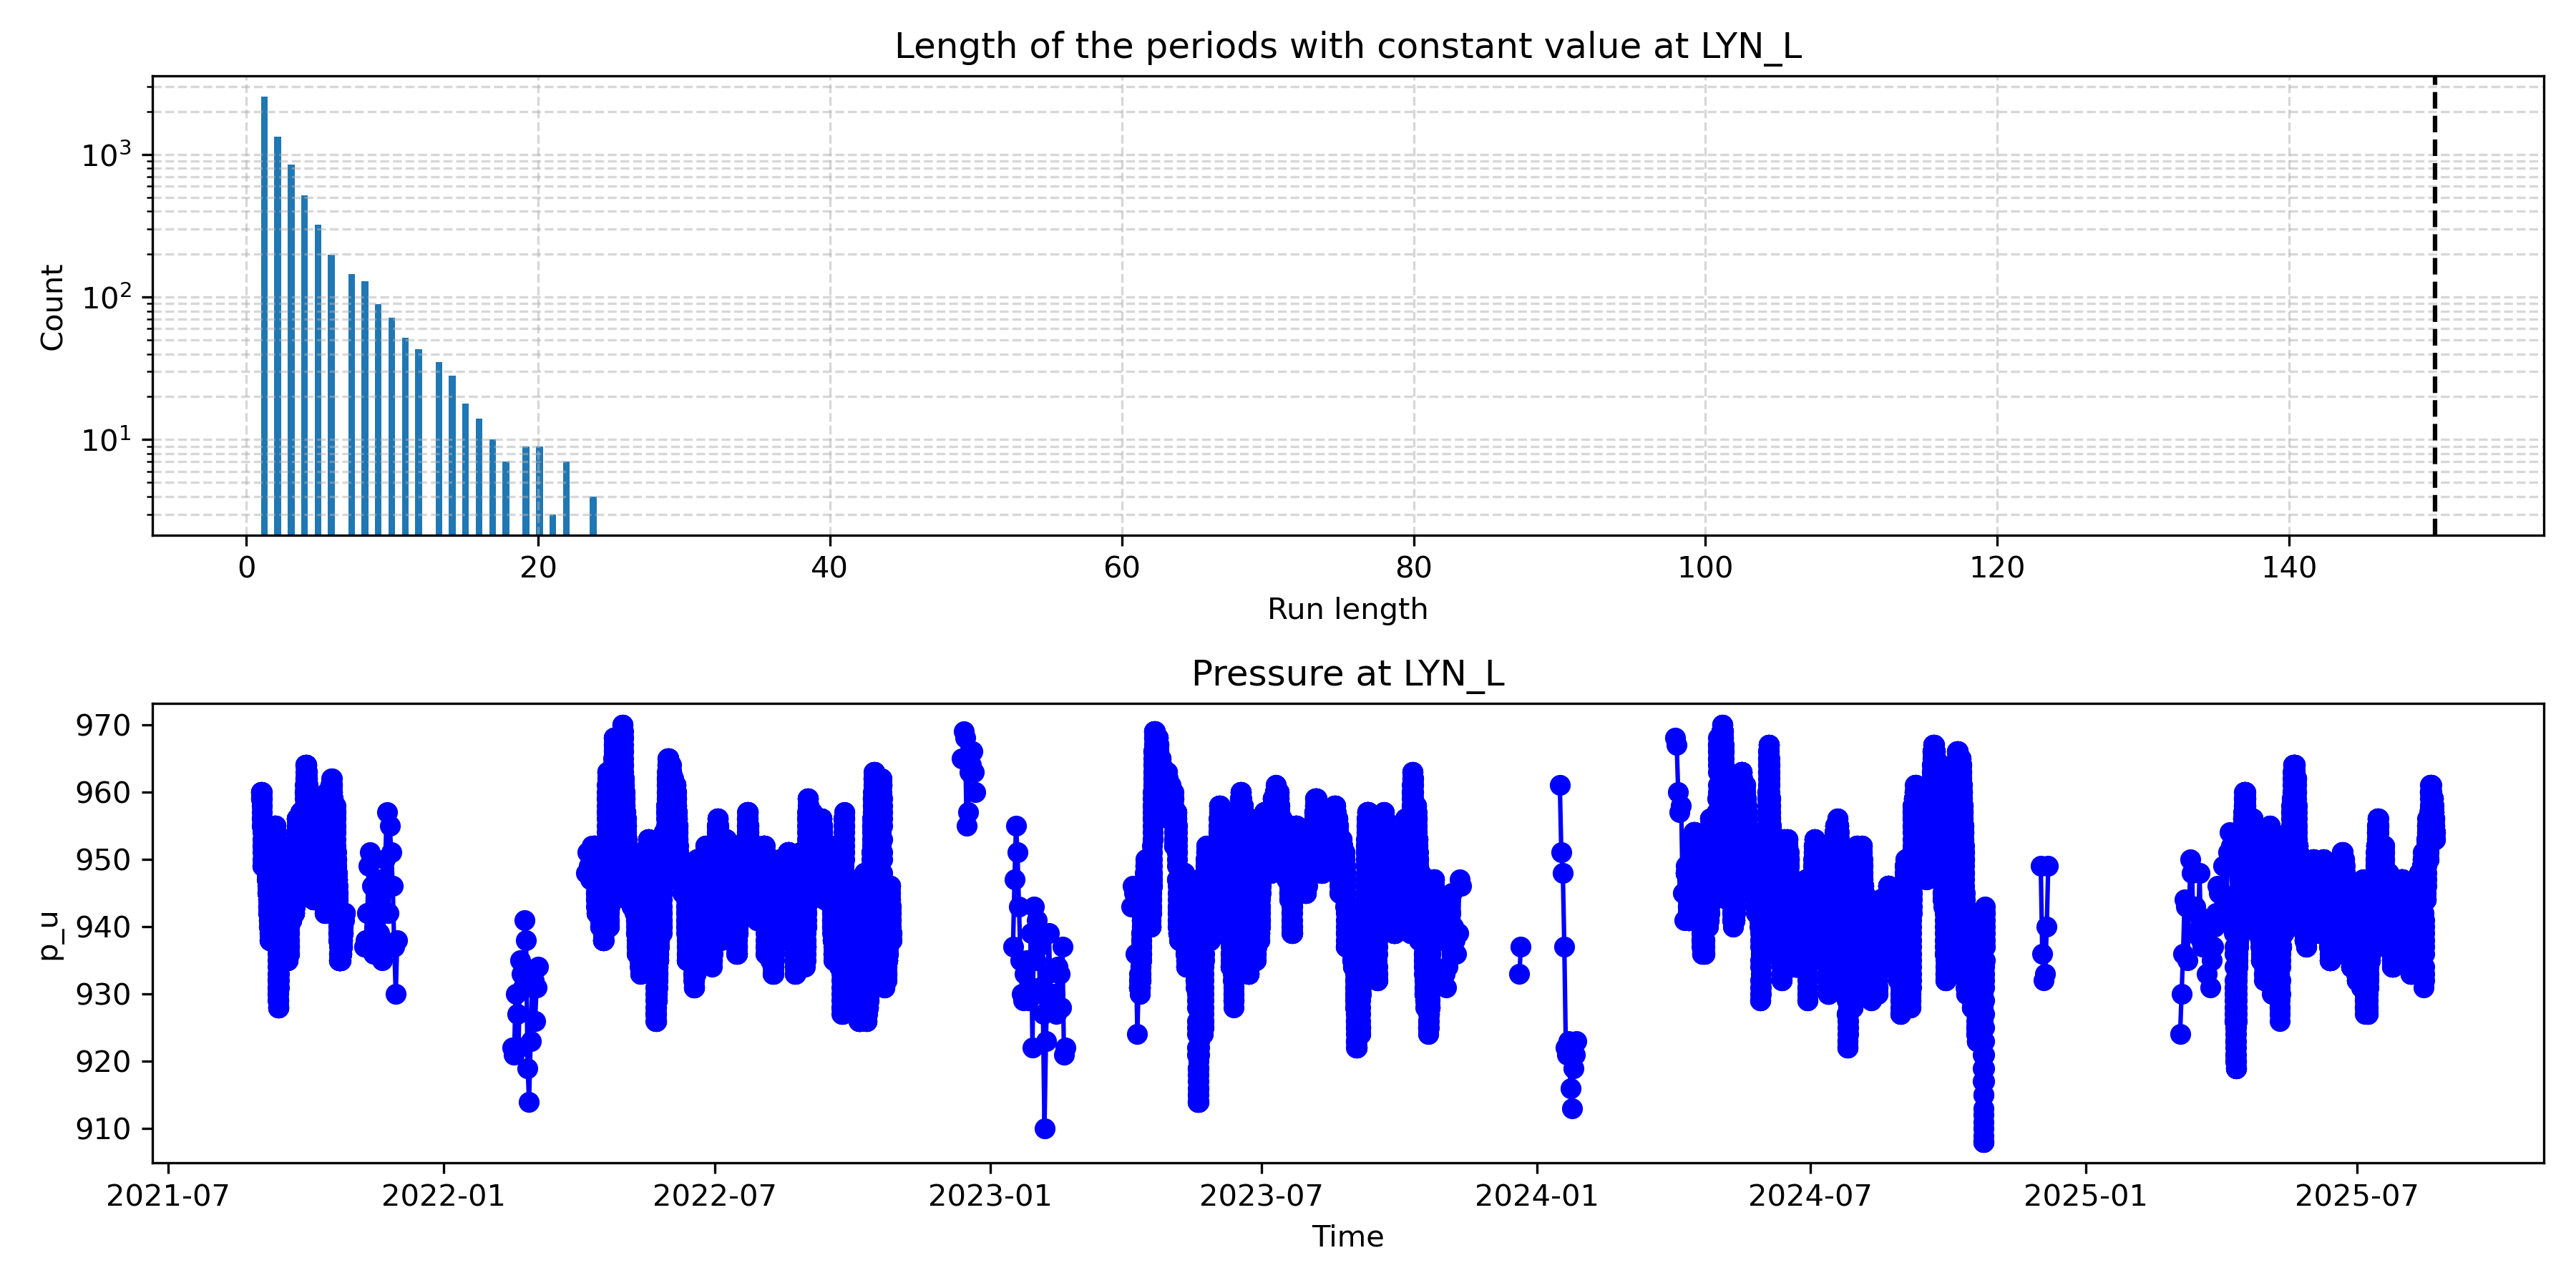 Length of the periods with constant value at LYN_L
10³
10²
10¹
Count
0 20 40 60 80 100 120 140
Run length
Pressure at LYN_L
970
960
950
940
930
920
910
p_u
2021-07 2022-01 2022-07 2023-01 2023-07 2024-01 2024-07 2025-01 2025-07
Time